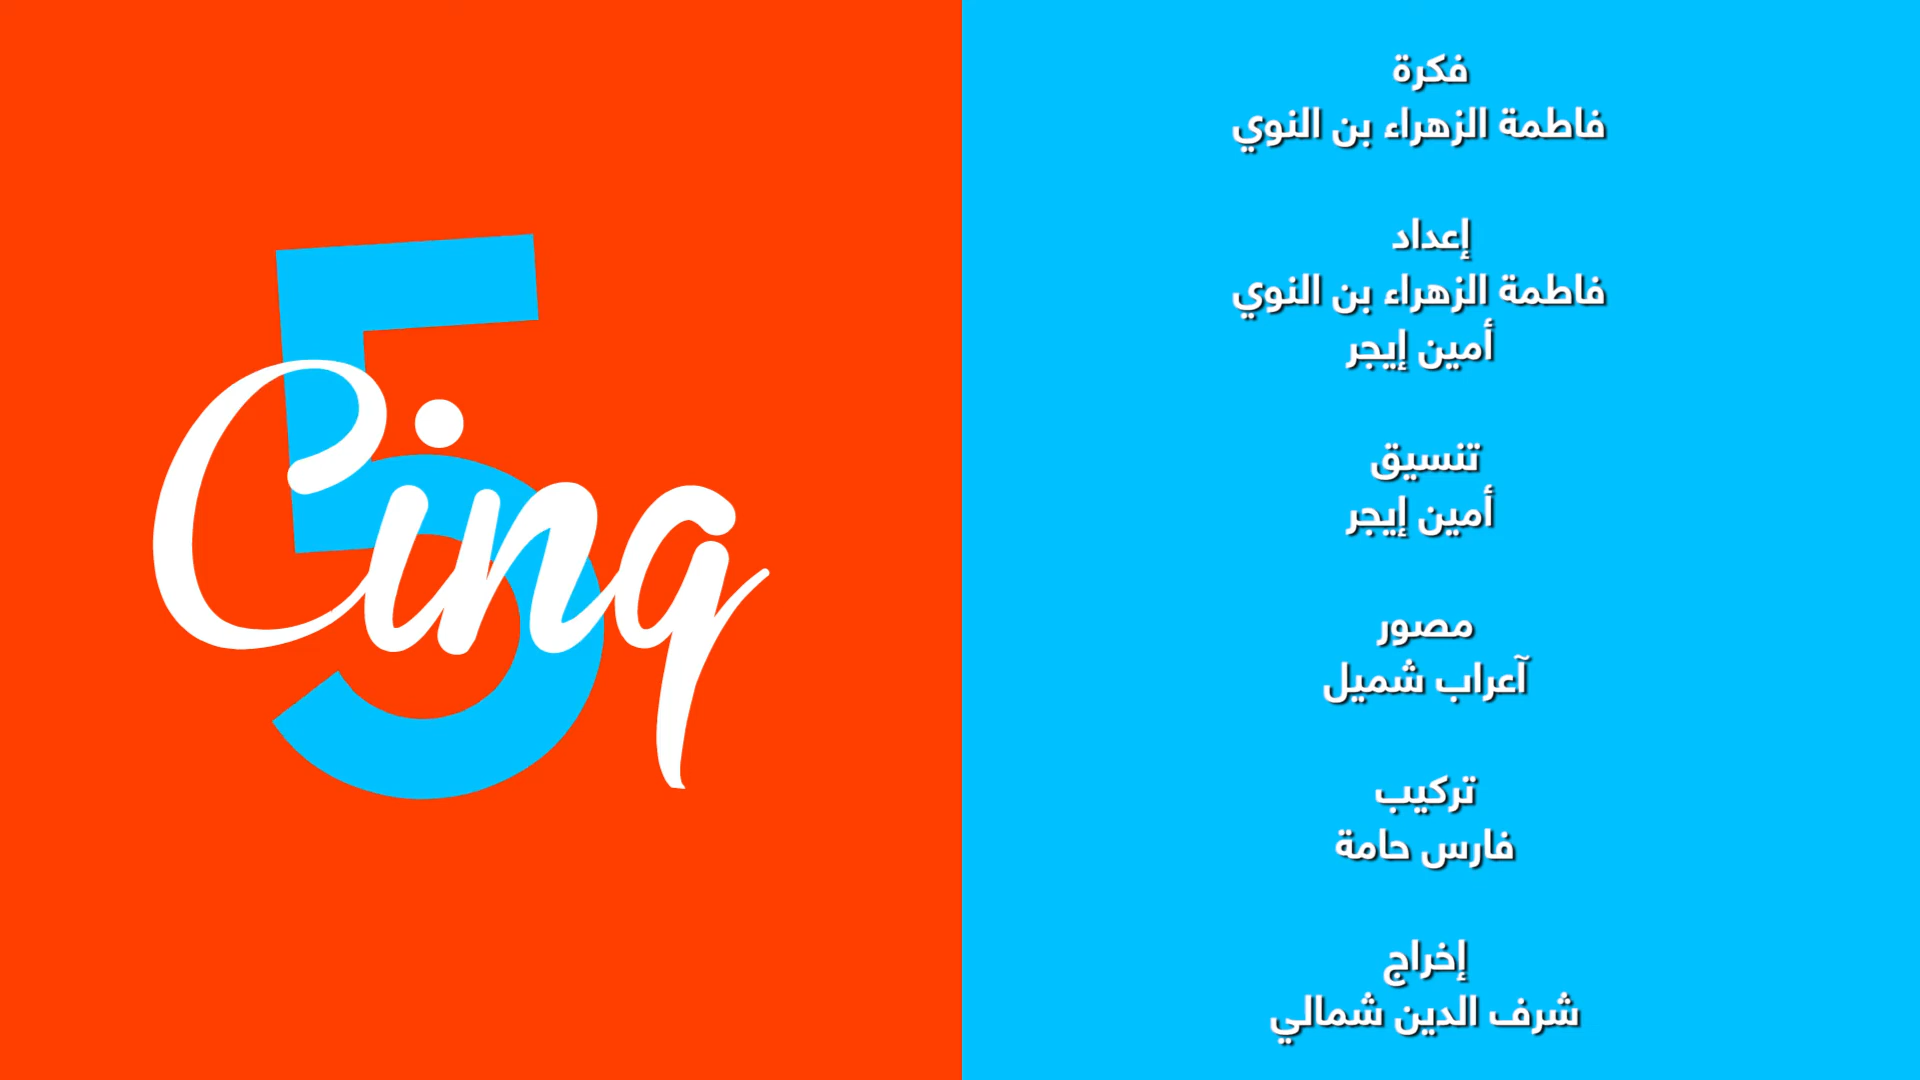 5
Cinq
فكرة
فاطمة الزهراء بن النوي
إعداد
فاطمة الزهراء بن النوي
أمين إيجر
تنسيق
أمين إيجر
مصور
آعراب شميل
تركيب
فارس حامة
إخراج
شرف الدين شمالي